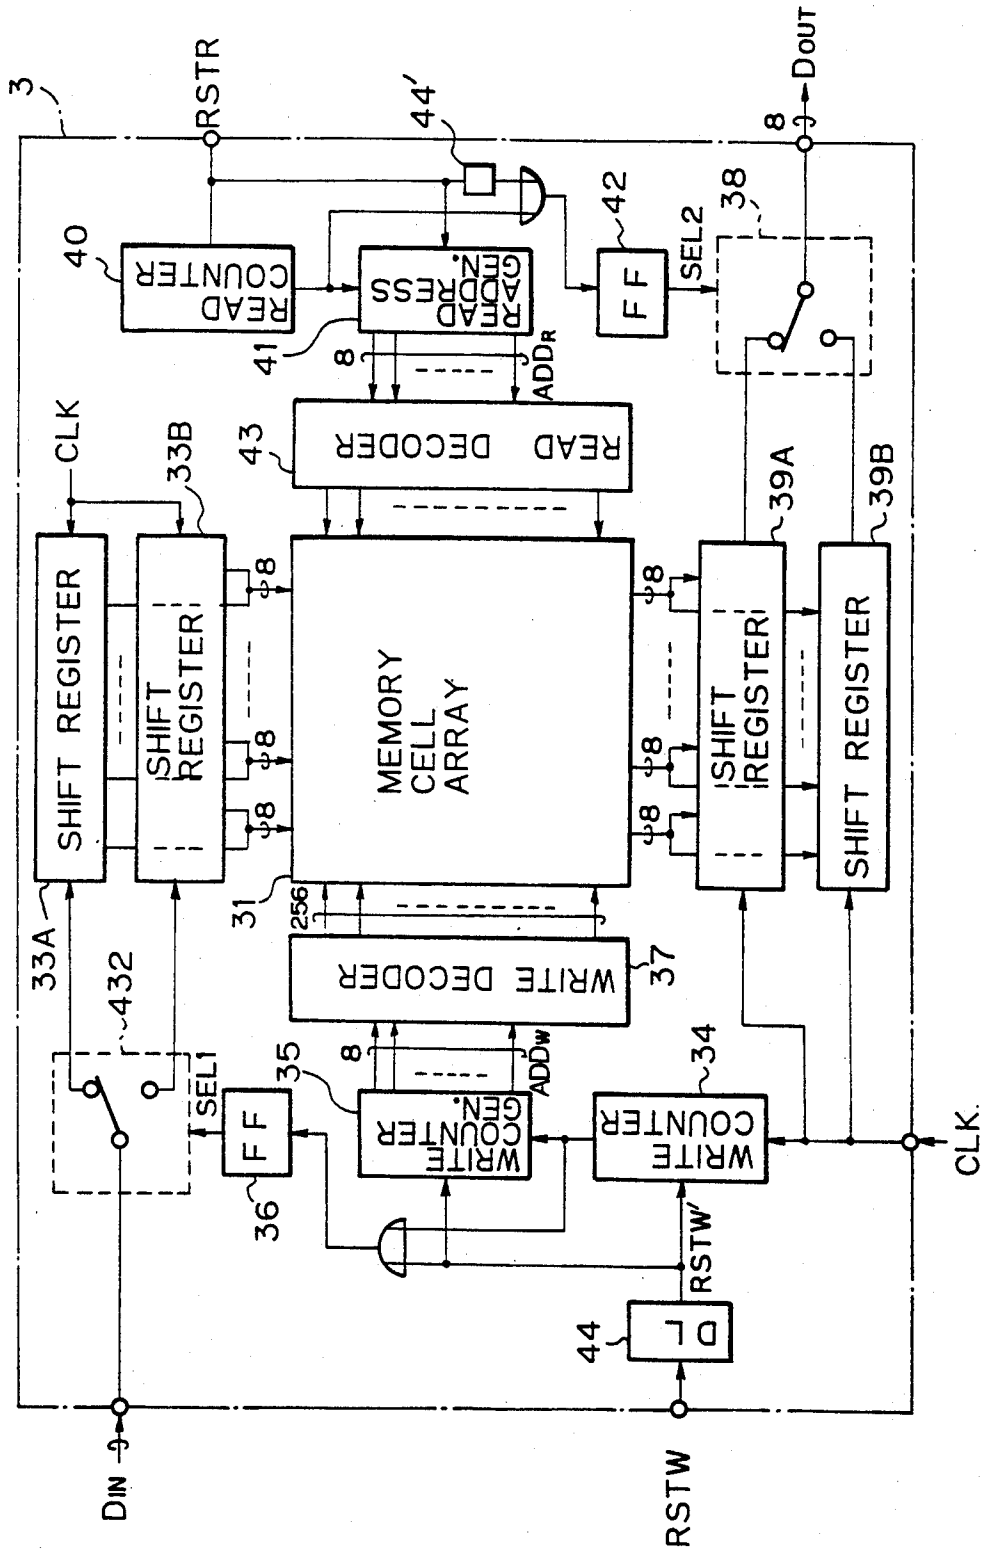 3
RSTR
DOUT
8
READ
COUNTER
40
44'
READ
ADDRESS
GEN.
41
8
ADDR
FF
42
SEL2
38
READ DECODER
43
CLK
33B
39A
39B
SHIFT REGISTER
SHIFT
REGISTER
8
8
8
MEMORY
CELL
ARRAY
8
8
8
SHIFT
REGISTER
SHIFT REGISTER
33A
31
256
WRITE DECODER
37
432
SEL1
FF
36
35
WRITE
COUNTER
GEN.
8
ADDW
34
WRITE
COUNTER
CLK.
RSTW'
44
DL
DIN
RSTW